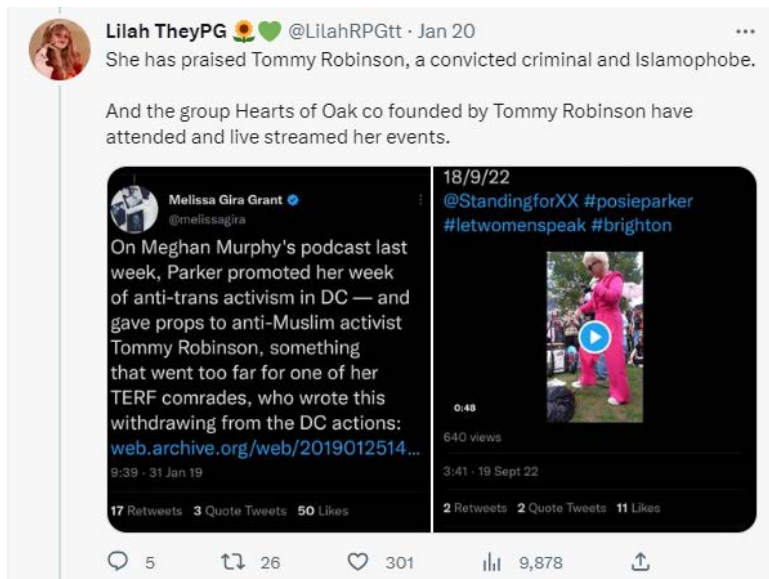 Lilah TheyPG 🌻💚 @LilahRPGtt · Jan 20
She has praised Tommy Robinson, a convicted criminal and Islamophobe.
And the group Hearts of Oak co founded by Tommy Robinson have
attended and live streamed her events.
Melissa Gira Grant
@melissagira
On Meghan Murphy's podcast last
week, Parker promoted her week
of anti-trans activism in DC — and
gave props to anti-Muslim activist
Tommy Robinson, something
that went too far for one of her
TERF comrades, who wrote this
withdrawing from the DC actions:
web.archive.org/web/2019012514...
9:39 · 31 Jan 19
17 Retweets 3 Quote Tweets 50 Likes
18/9/22
@StandingforXX #posieparker
#letwomenspeak #brighton
0:48
640 views
3:41 · 19 Sept 22
2 Retweets 2 Quote Tweets 11 Likes
5 26 301 9,878